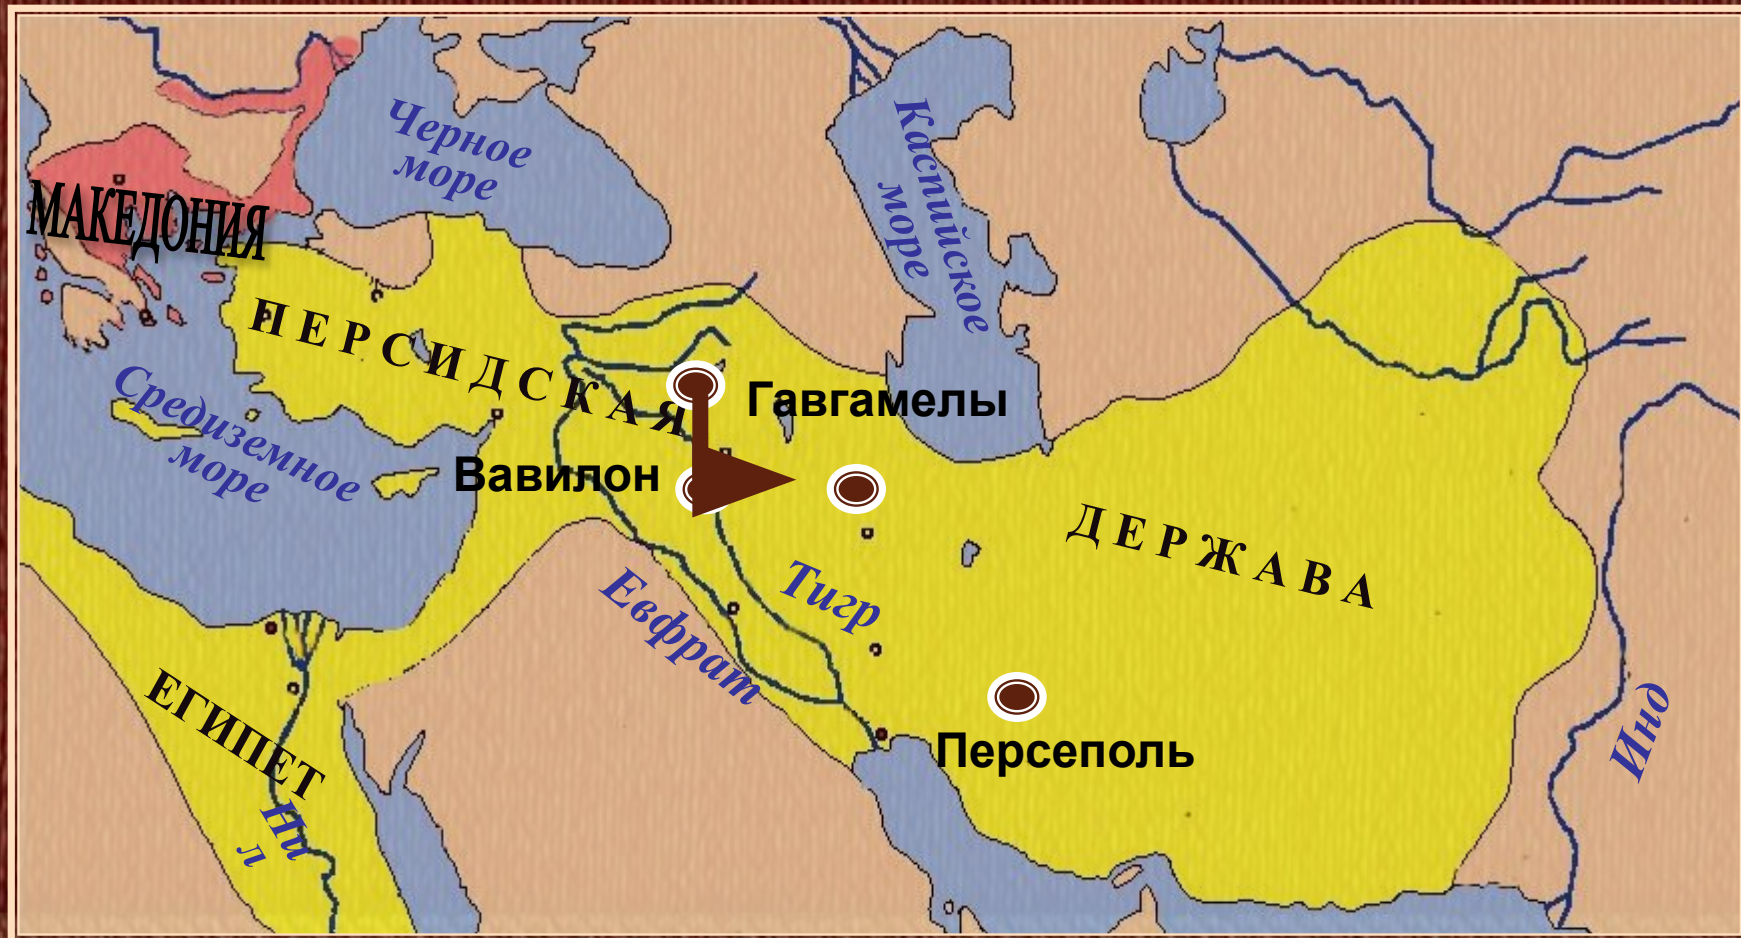 Черное
море
Каспийское
море
МАКЕДОНИЯ
ПЕРСИДСКАЯ
Гавгамелы
Средиземное
море
Вавилон
ДЕРЖАВА
Тигр
Евфрат
ЕГИПЕТ
Персеполь
Инд
Ни
л